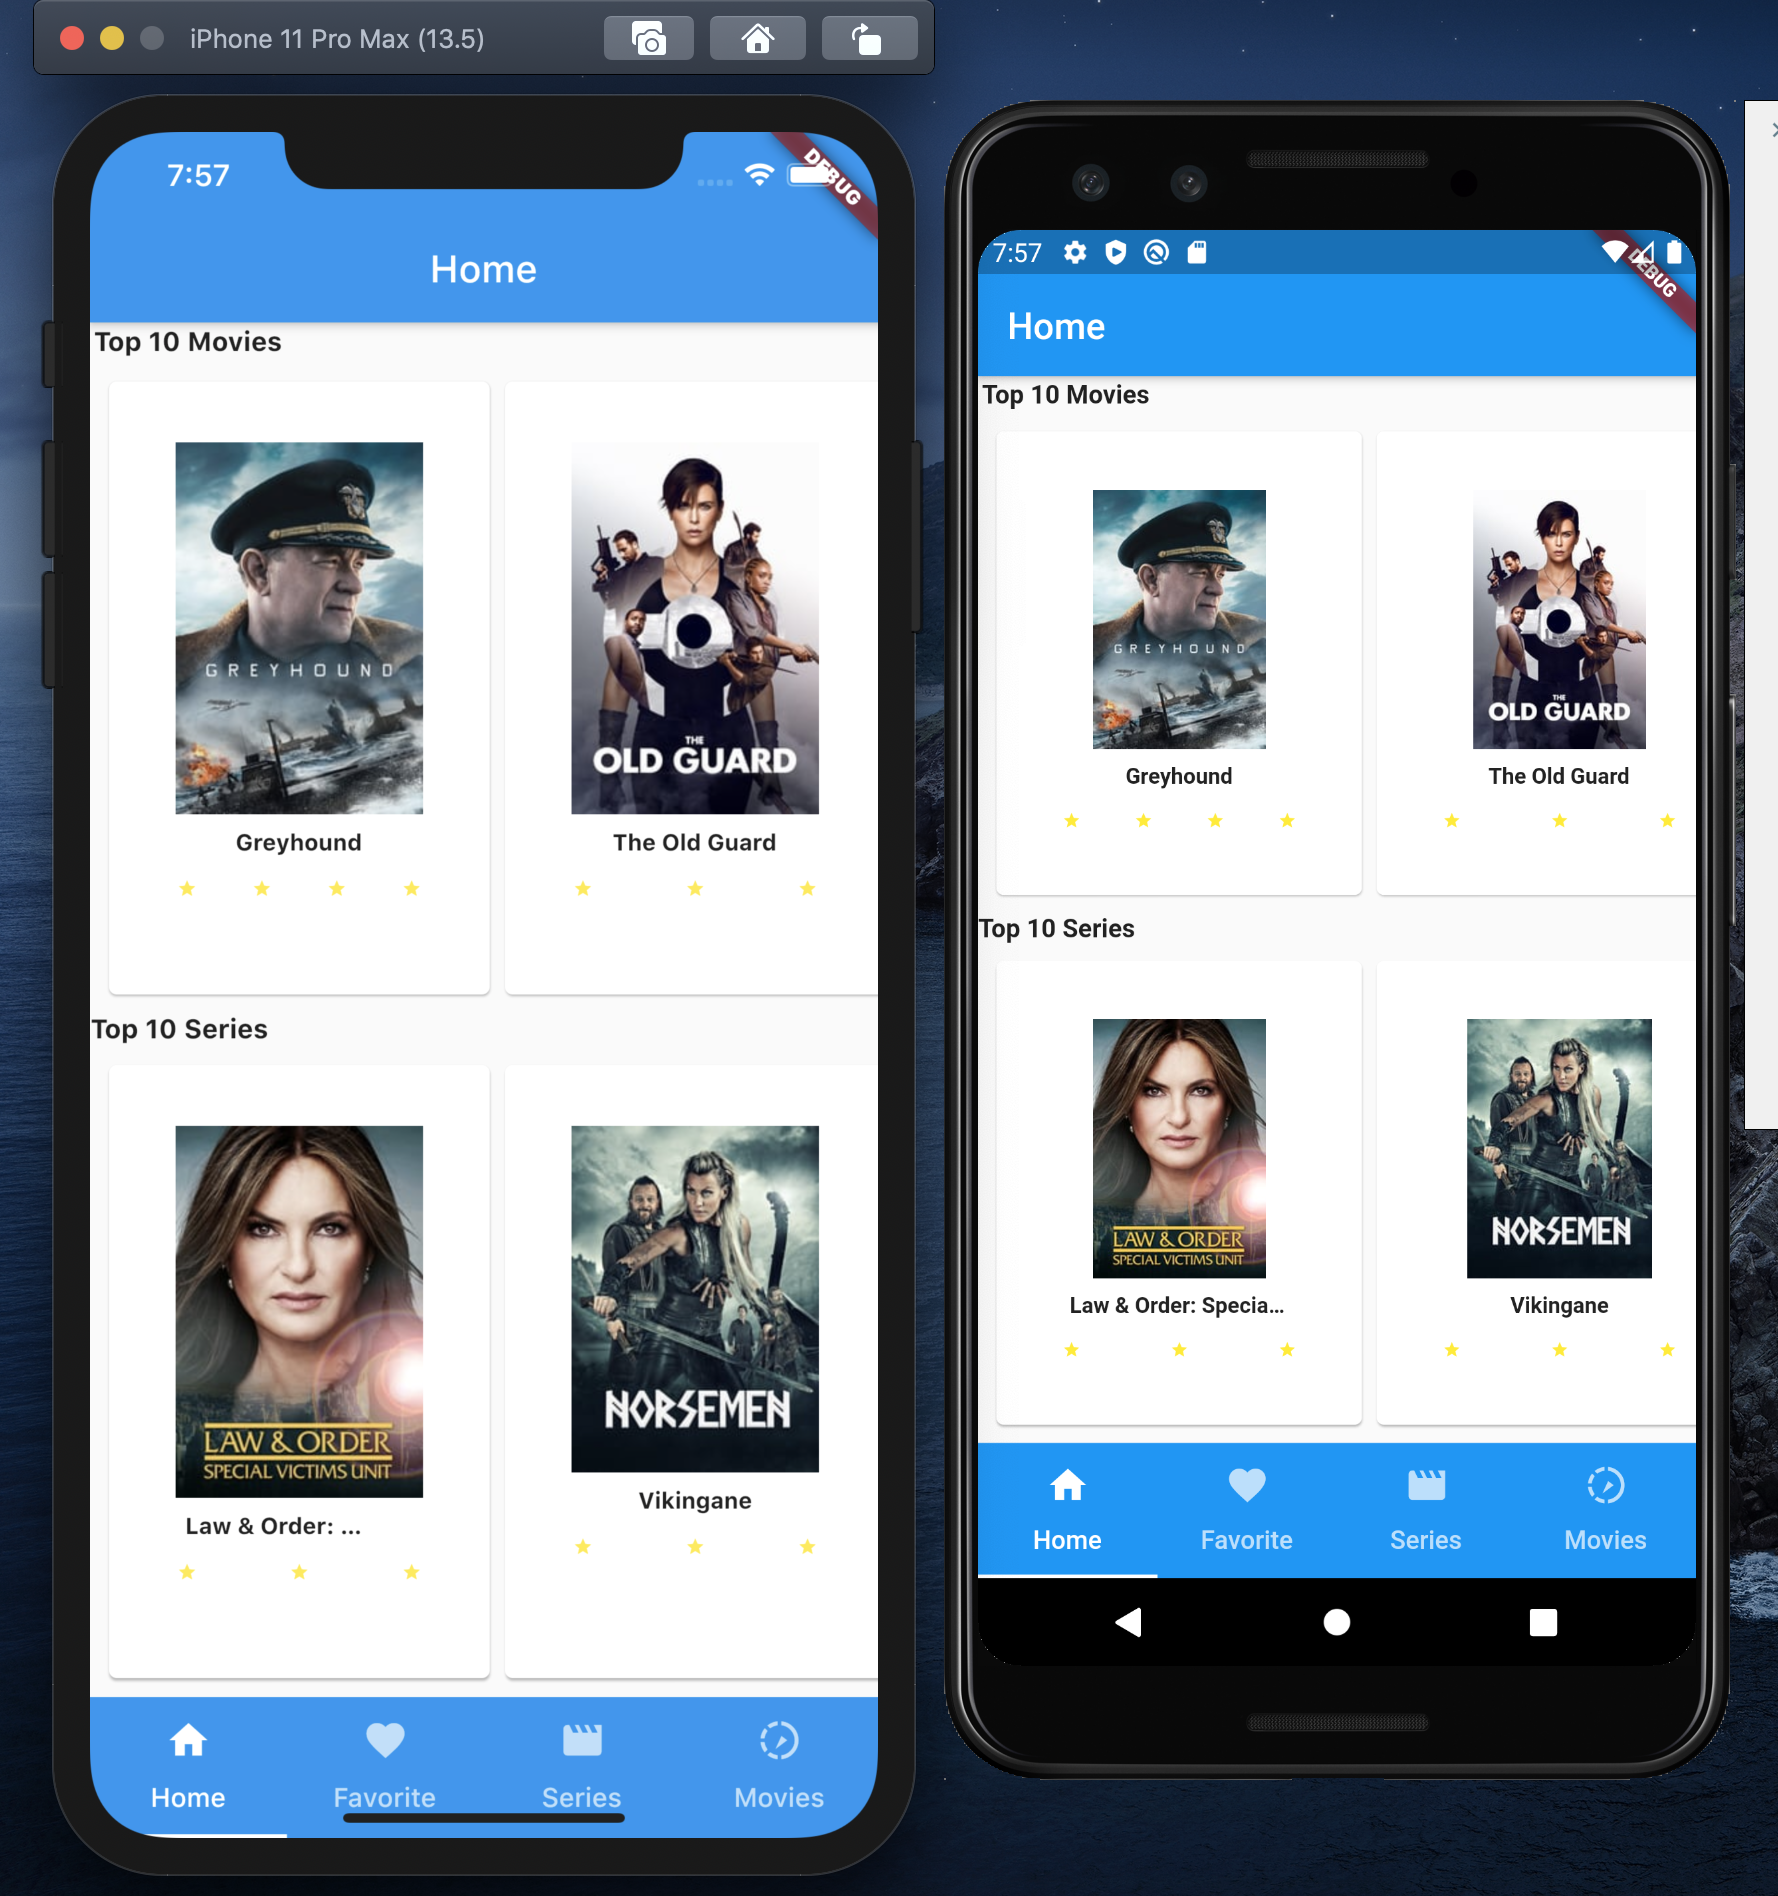 iPhone 11 Pro Max (13.5)
7:57
DEBUG
Home
Top 10 Movies
GREYHOUND
THE
OLD GUARD
Greyhound
The Old Guard
Top 10 Series
LAW & ORDER
SPECIAL VICTIMS UNIT
NORSEMEN
Law & Order: ...
Vikingane
Home
Favorite
Series
Movies
7:57
DEBUG
Home
Top 10 Movies
GREYHOUND
THE
OLD GUARD
Greyhound
The Old Guard
Top 10 Series
LAW & ORDER
SPECIAL VICTIMS UNIT
NORSEMEN
Law & Order: Specia...
Vikingane
Home
Favorite
Series
Movies